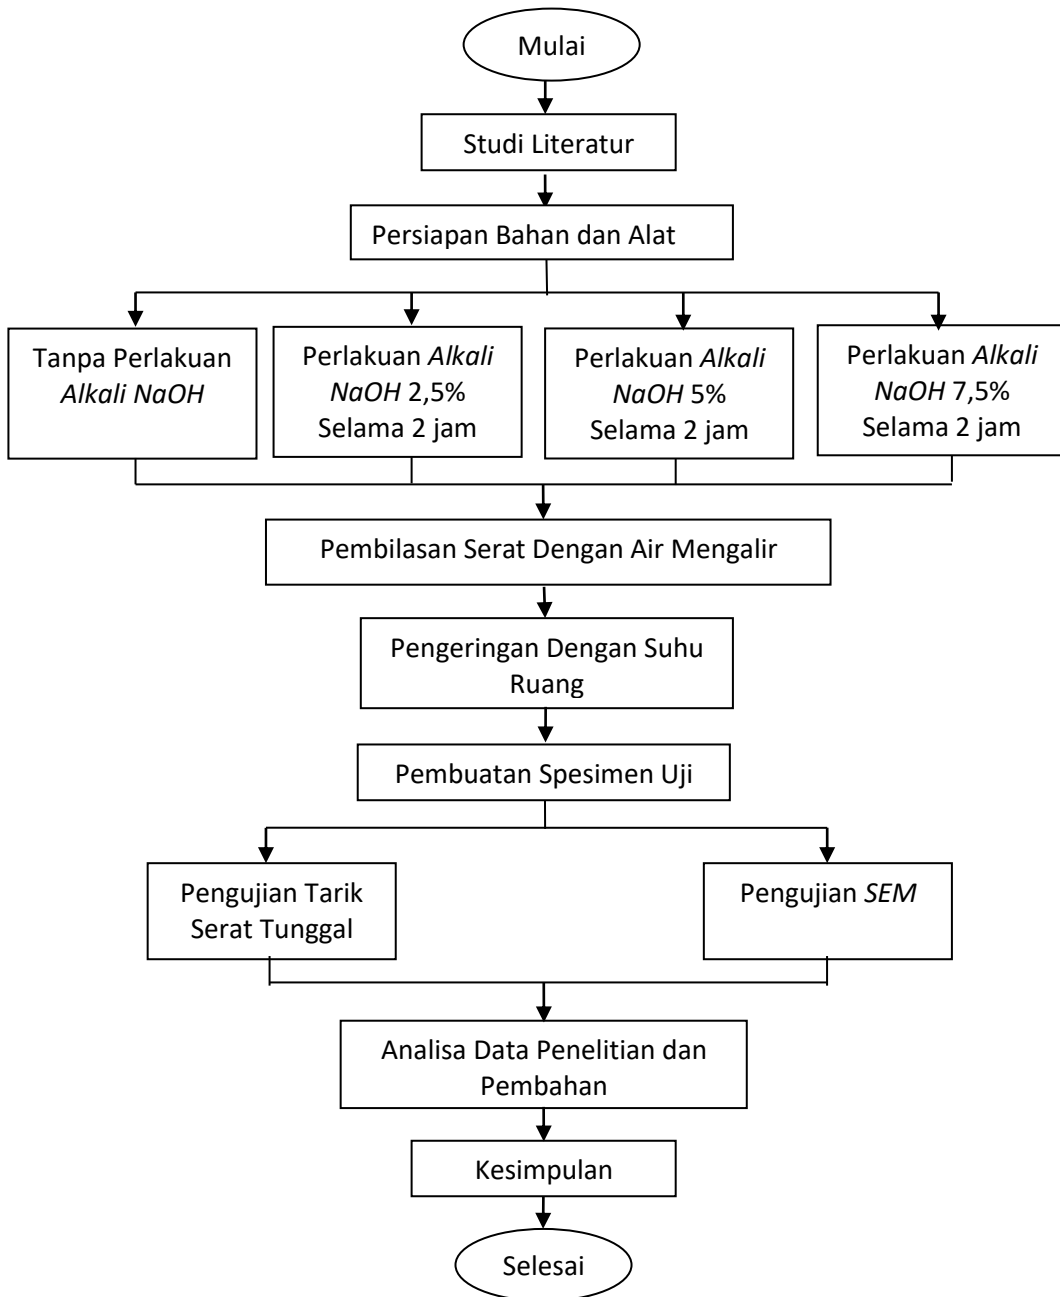 Mulai
Studi Literatur
Persiapan Bahan dan Alat
Tanpa Perlakuan
Alkali NaOH
Perlakuan Alkali
NaOH 2,5%
Selama 2 jam
Perlakuan Alkali
NaOH 5%
Selama 2 jam
Perlakuan Alkali
NaOH 7,5%
Selama 2 jam
Pembilasan Serat Dengan Air Mengalir
Pengeringan Dengan Suhu
Ruang
Pembuatan Spesimen Uji
Pengujian Tarik
Serat Tunggal
Pengujian SEM
Analisa Data Penelitian dan
Pembahan
Kesimpulan
Selesai